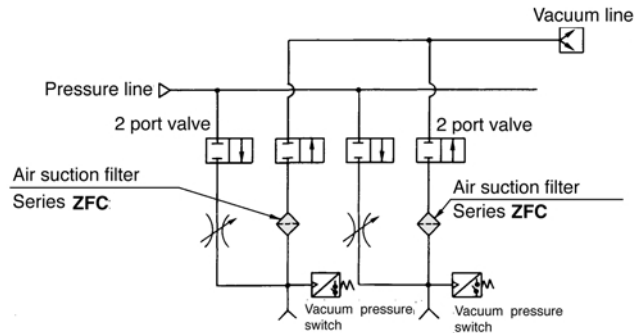 Vacuum line
Pressure line
2 port valve
2 port valve
Air suction filter
Series ZFC
Air suction filter
Series ZFC
Vacuum pressure
switch
Vacuum pressure
switch